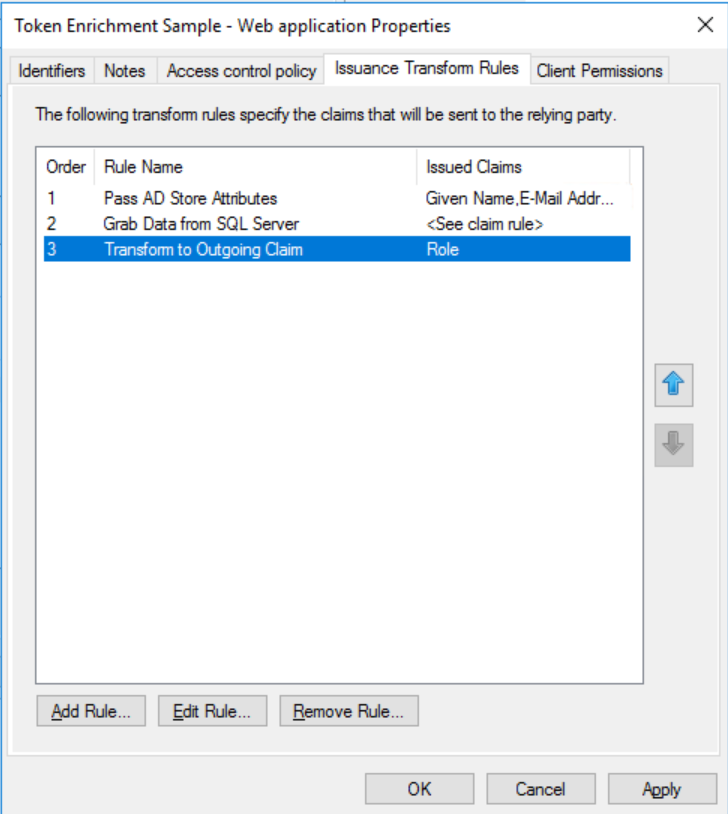 Token Enrichment Sample - Web application Properties
Identifiers Notes Access control policy Issuance Transform Rules Client Permissions
The following transform rules specify the claims that will be sent to the relying party.
Order Rule Name Issued Claims
1 Pass AD Store Attributes Given Name,E-Mail Addr...
2 Grab Data from SQL Server <See claim rule>
3 Transform to Outgoing Claim Role
Add Rule... Edit Rule... Remove Rule...
OK Cancel Apply